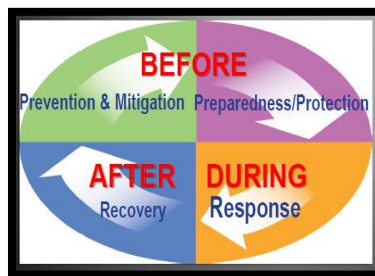 BEFORE
Prevention & Mitigation Preparedness/Protection
AFTER DURING
Recovery Response